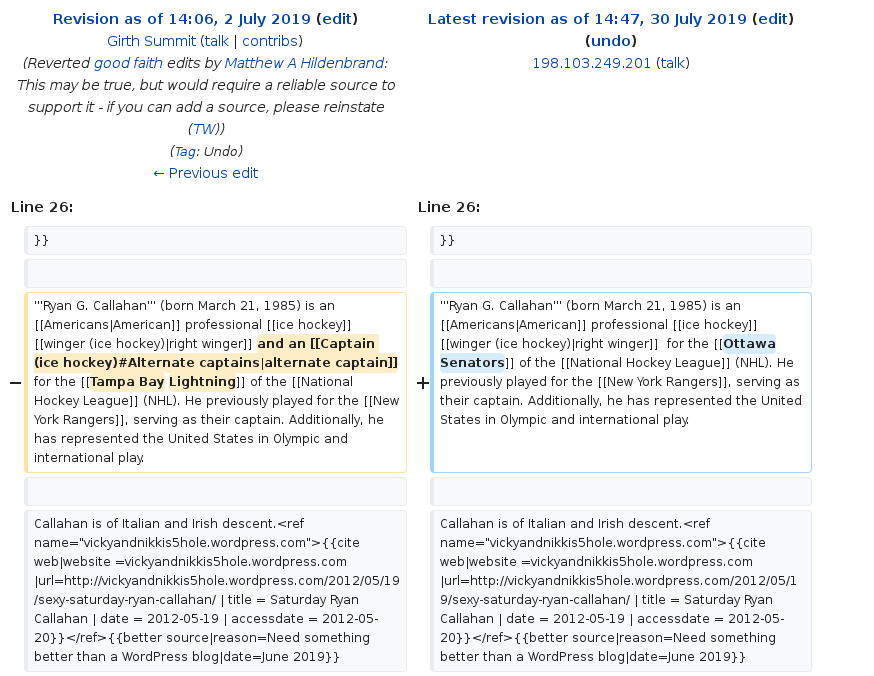 Revision as of 14:06, 2 July 2019 (edit)
Girth Summit (talk | contribs)
(Reverted good faith edits by Matthew A Hildenbrand:
This may be true, but would require a reliable source to
support it - if you can add a source, please reinstate
(TW))
(Tag: Undo)
← Previous edit
Latest revision as of 14:47, 30 July 2019 (edit)
(undo)
198.103.249.201 (talk)
Line 26:
Line 26:
}}
}}
− '''Ryan G. Callahan''' (born March 21, 1985) is an
[[Americans|American]] professional [[ice hockey]]
[[winger (ice hockey)|right winger]] and an [[Captain
(ice hockey)#Alternate captains|alternate captain]]
for the [[Tampa Bay Lightning]] of the [[National
Hockey League]] (NHL). He previously played for the [[New
York Rangers]], serving as their captain. Additionally, he
has represented the United States in Olympic and
international play.
+ '''Ryan G. Callahan''' (born March 21, 1985) is an
[[Americans|American]] professional [[ice hockey]]
[[winger (ice hockey)|right winger]]  for the [[Ottawa
Senators]] of the [[National Hockey League]] (NHL). He
previously played for the [[New York Rangers]], serving as
their captain. Additionally, he has represented the United
States in Olympic and international play.
Callahan is of Italian and Irish descent.<ref
name="vickyandnikkis5hole.wordpress.com">{{cite
web|website =vickyandnikkis5hole.wordpress.com
|url=http://vickyandnikkis5hole.wordpress.com/2012/05/19
/sexy-saturday-ryan-callahan/ | title = Saturday Ryan
Callahan | date = 2012-05-19 | accessdate = 2012-05-
20}}</ref>{{better source|reason=Need something
better than a WordPress blog|date=June 2019}}
Callahan is of Italian and Irish descent.<ref
name="vickyandnikkis5hole.wordpress.com">{{cite
web|website =vickyandnikkis5hole.wordpress.com
|url=http://vickyandnikkis5hole.wordpress.com/2012/05/1
9/sexy-saturday-ryan-callahan/ | title = Saturday Ryan
Callahan | date = 2012-05-19 | accessdate = 2012-05-
20}}</ref>{{better source|reason=Need something
better than a WordPress blog|date=June 2019}}